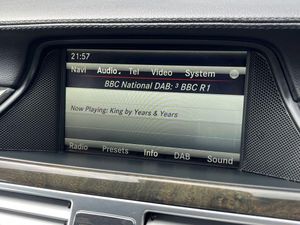 21:57
Navi Audio Tel Video System
BBC National DAB: ³ BBC R1
Now Playing: King by Years & Years
Radio Presets Info DAB Sound